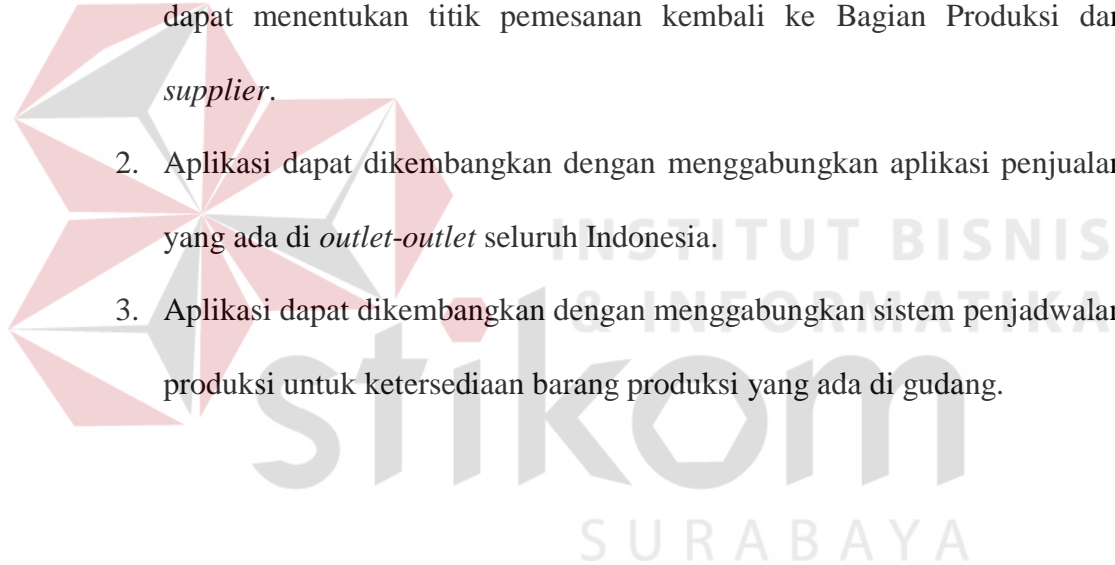 dapat menentukan titik pemesanan kembali ke Bagian Produksi dan
supplier.
2. Aplikasi dapat dikembangkan dengan menggabungkan aplikasi penjualan
yang ada di outlet-outlet seluruh Indonesia.
3. Aplikasi dapat dikembangkan dengan menggabungkan sistem penjadwalan
produksi untuk ketersediaan barang produksi yang ada di gudang.
INSTITUT BISNIS
& INFORMATIKA
stikom
SURABAYA